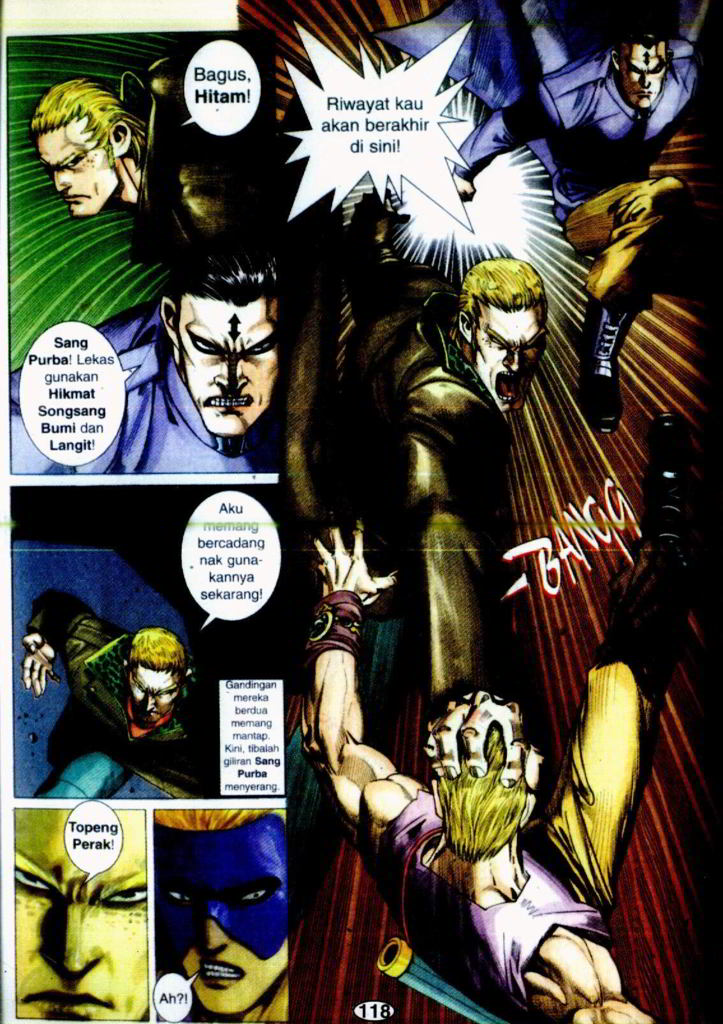 Bagus,
Hitam!
Sang
Purba! Lekas
gunakan
Hikmat
Songsang
Bumi dan
Langit!
Aku
memang
bercadang
nak guna-
kannya
sekarang!
Gandingan
mereka
berdua
memang
mantap.
Kini, tibalah
giliran Sang
Purba
menyerang.
Topeng
Perak!
Ah?!
Riwayat kau
akan berakhir
di sini!
BANGG
118